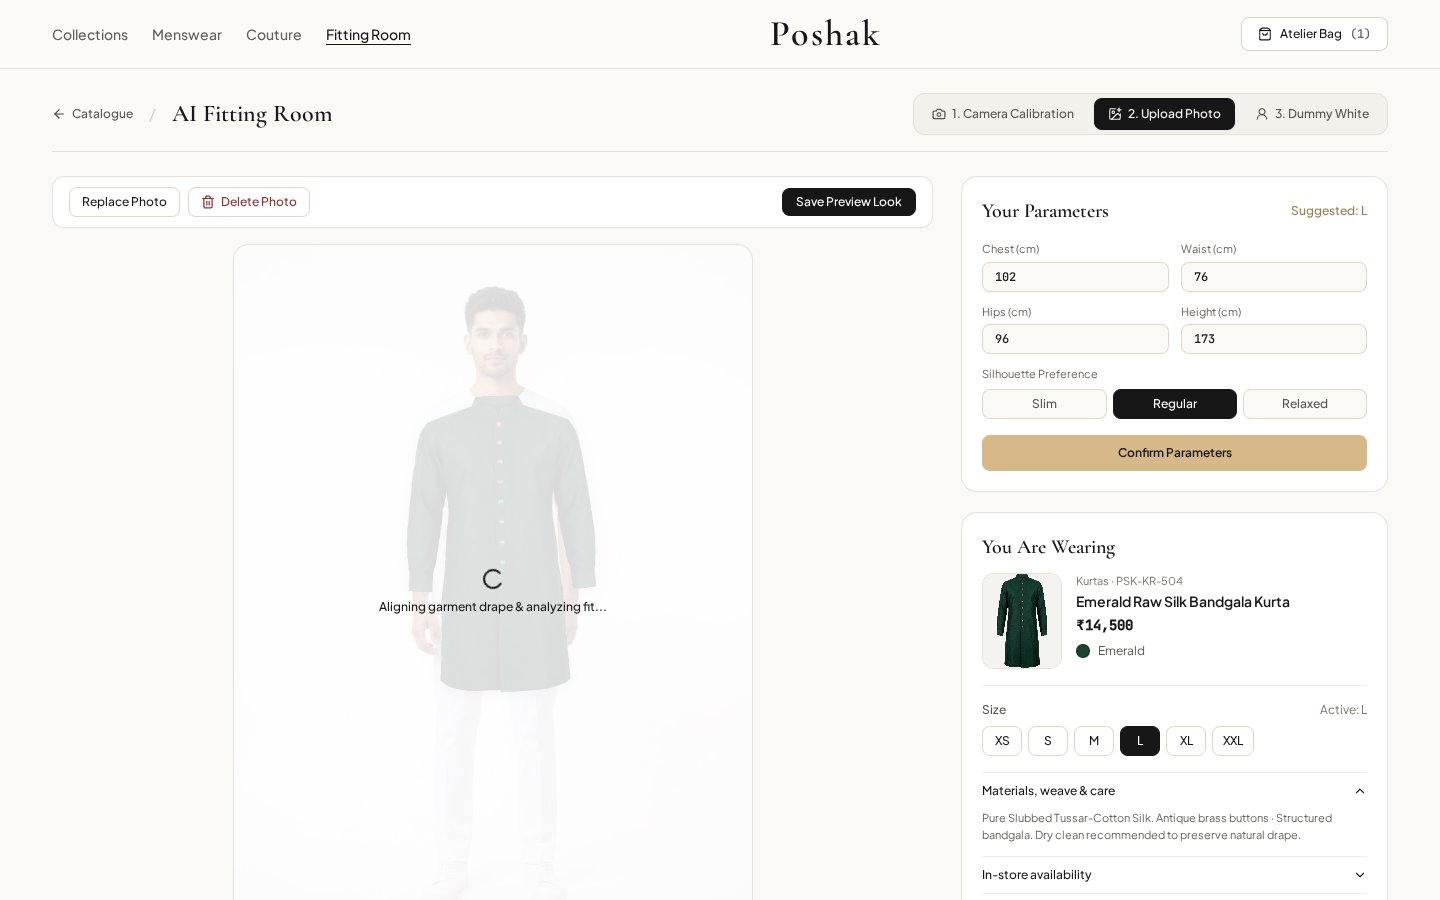 Collections Menswear Couture Fitting Room
Poshak
Atelier Bag (1)
Catalogue / AI Fitting Room
1. Camera Calibration 2. Upload Photo 3. Dummy White
Replace Photo Delete Photo Save Preview Look
Aligning garment drape & analyzing fit...
Your Parameters Suggested: L
Chest (cm) Waist (cm)
102 76
Hips (cm) Height (cm)
96 173
Silhouette Preference
Slim Regular Relaxed
Confirm Parameters
You Are Wearing
Kurtas · PSK-KR-504
Emerald Raw Silk Bandgala Kurta
₹14,500
Emerald
Size Active: L
XS S M L XL XXL
Materials, weave & care
Pure Slubbed Tussar-Cotton Silk. Antique brass buttons · Structured
bandgala. Dry clean recommended to preserve natural drape.
In-store availability